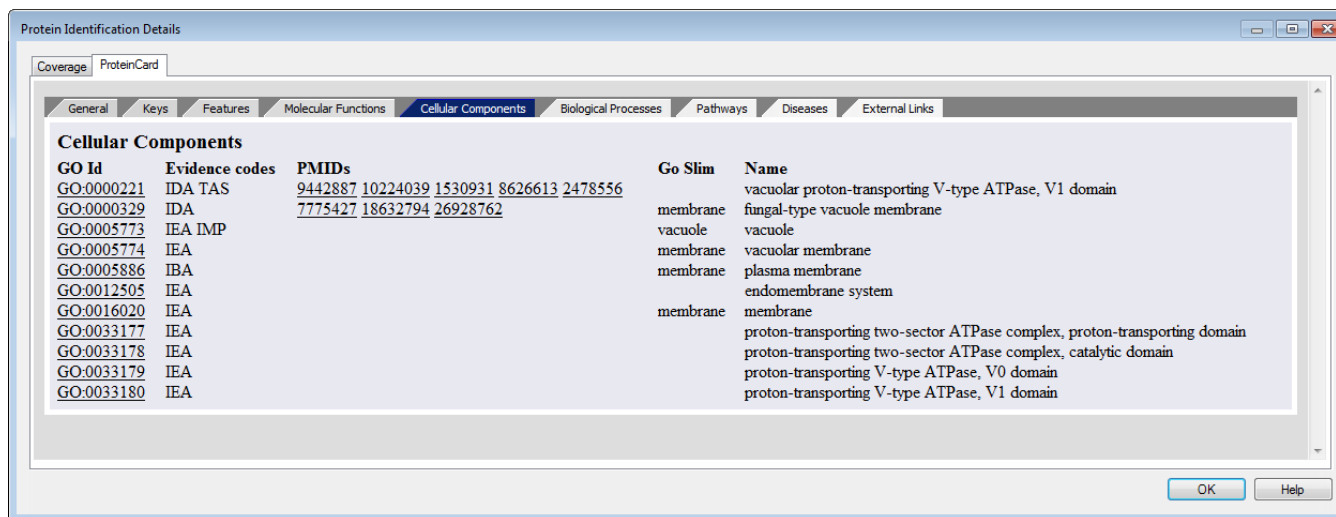 Protein Identification Details
Coverage ProteinCard
General Keys Features Molecular Functions Cellular Components Biological Processes Pathways Diseases External Links
Cellular Components
GO Id Evidence codes PMIDs Go Slim Name
GO:0000221 IDA TAS 9442887 10224039 1530931 8626613 2478556 vacuolar proton-transporting V-type ATPase, V1 domain
GO:0000329 IDA 7775427 18632794 26928762 membrane fungal-type vacuole membrane
GO:0005773 IEA IMP vacuole vacuole
GO:0005774 IEA membrane vacuolar membrane
GO:0005886 IBA membrane plasma membrane
GO:0012505 IEA endomembrane system
GO:0016020 IEA membrane membrane
GO:0033177 IEA proton-transporting two-sector ATPase complex, proton-transporting domain
GO:0033178 IEA proton-transporting two-sector ATPase complex, catalytic domain
GO:0033179 IEA proton-transporting V-type ATPase, V0 domain
GO:0033180 IEA proton-transporting V-type ATPase, V1 domain
OK Help